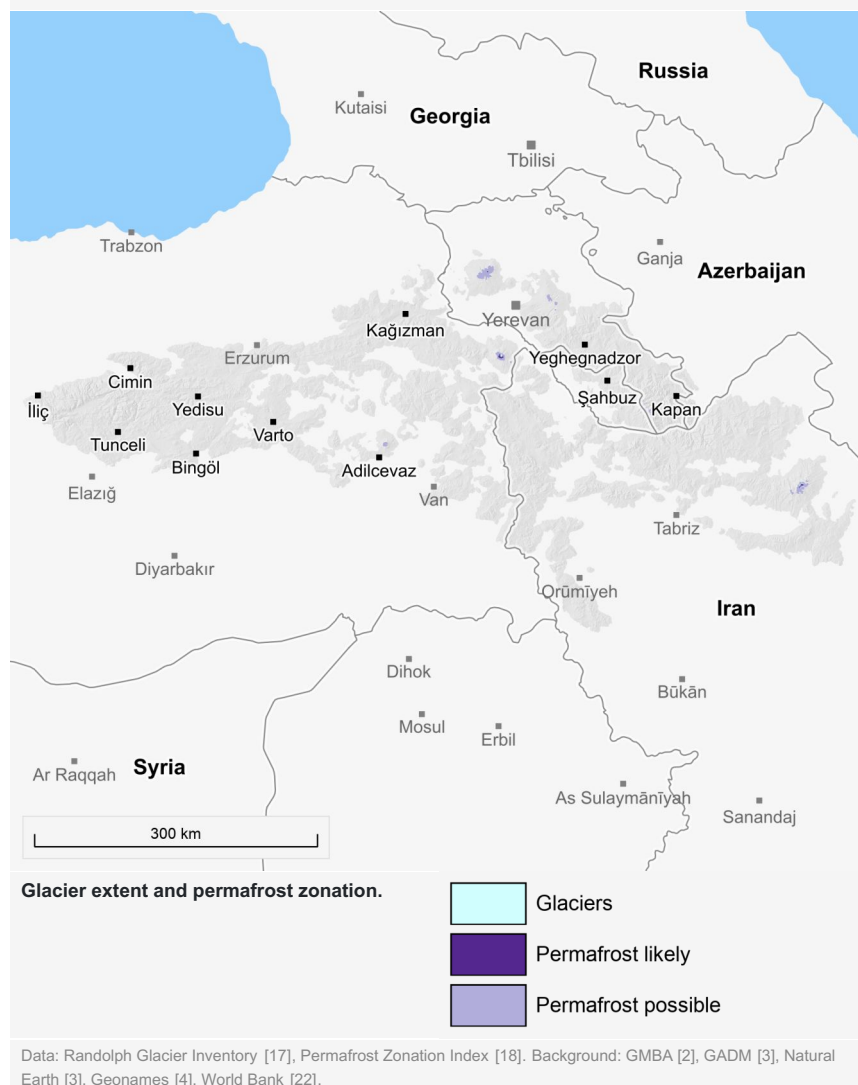 Russia
Kutaisi
Georgia
Tbilisi
Trabzon
Ganja
Azerbaijan
Yerevan
Kağızman
Erzurum
Yeghegnadzor
Cimin
Şahbuz
Kapan
İliç
Yedisu
Tunceli
Varto
Bingöl
Adilcevaz
Elazığ
Van
Tabriz
Diyarbakır
Orūmīyeh
Iran
Dihok
Būkān
Mosul
Erbil
Syria
Ar Raqqah
As Sulaymānīyah
Sanandaj
300 km
Glacier extent and permafrost zonation.
Glaciers
Permafrost likely
Permafrost possible
Data: Randolph Glacier Inventory [17], Permafrost Zonation Index [18]. Background: GMBA [2], GADM [3], Natural
Earth [3], Geonames [4], World Bank [22].